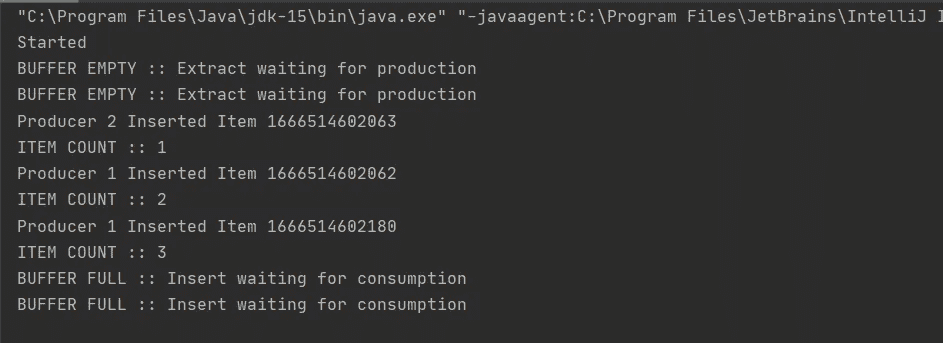 "C:\Program Files\Java\jdk-15\bin\java.exe" "-javaagent:C:\Program Files\JetBrains\IntelliJ
Started
BUFFER EMPTY :: Extract waiting for production
BUFFER EMPTY :: Extract waiting for production
Producer 2 Inserted Item 1666514602063
ITEM COUNT :: 1
Producer 1 Inserted Item 1666514602062
ITEM COUNT :: 2
Producer 1 Inserted Item 1666514602180
ITEM COUNT :: 3
BUFFER FULL :: Insert waiting for consumption
BUFFER FULL :: Insert waiting for consumption